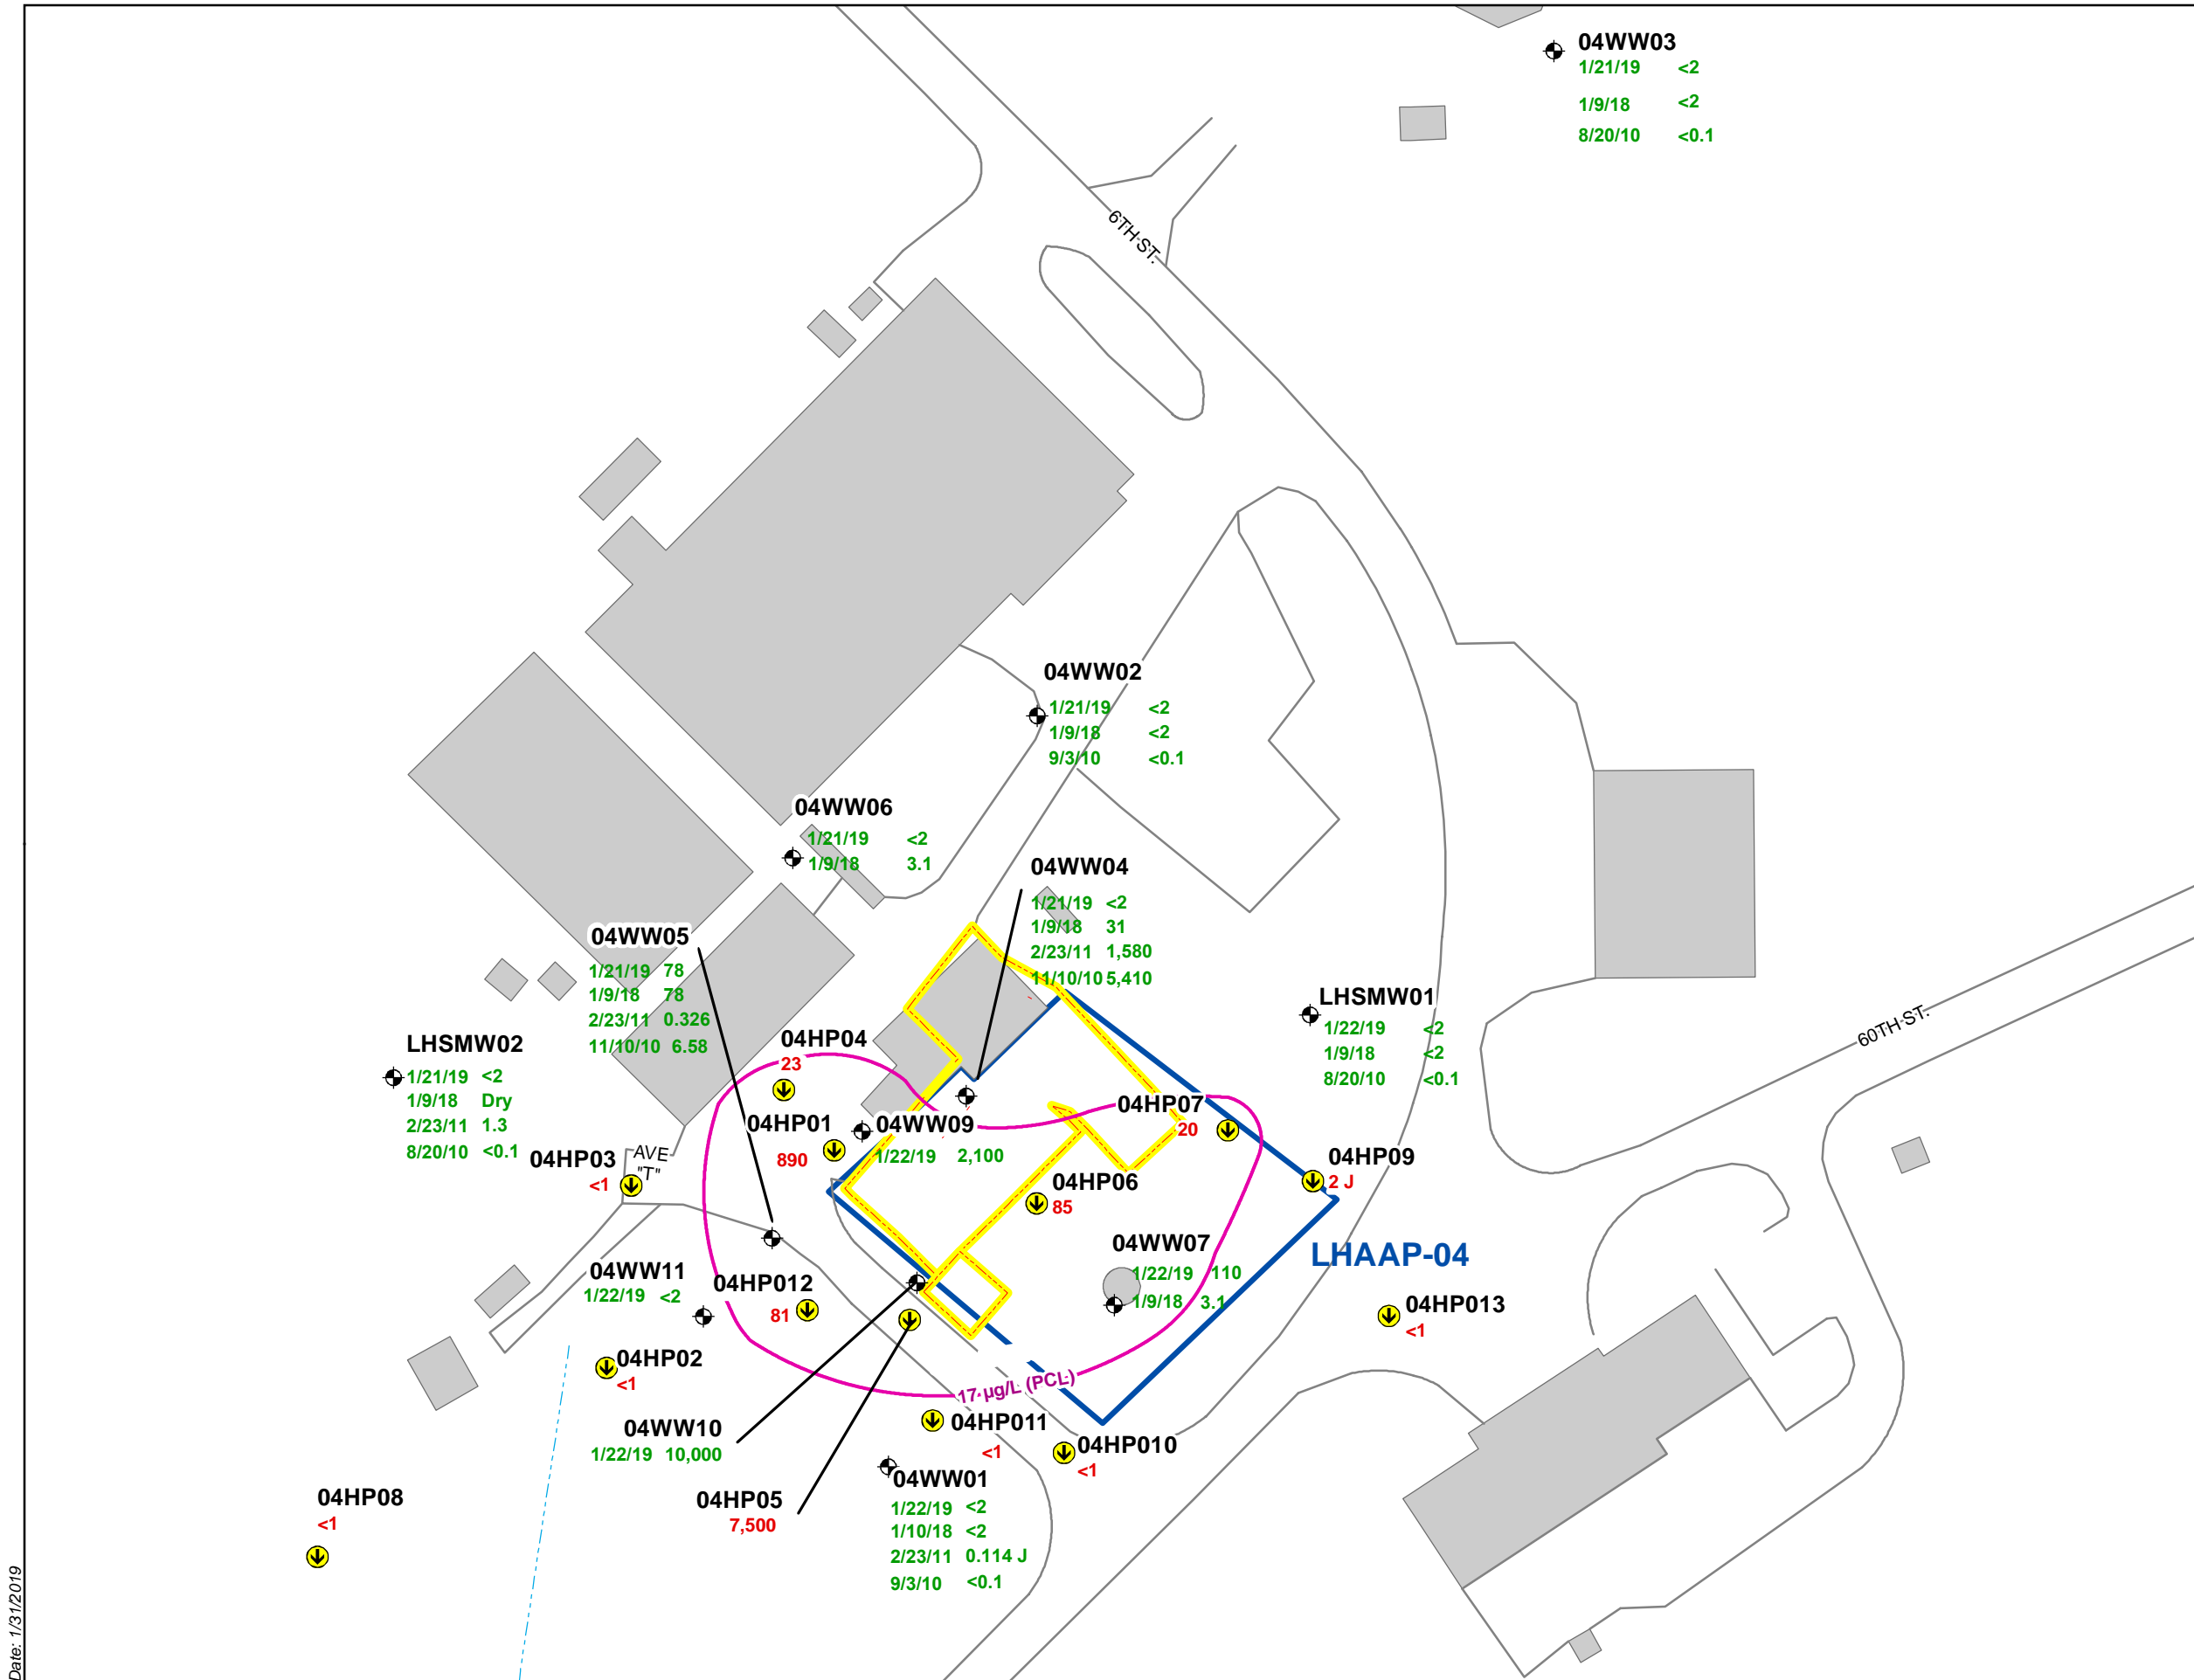 04WW03
1/21/19 <2
1/9/18 <2
8/20/10 <0.1
6TH ST.
04WW02
1/21/19 <2
1/9/18 <2
9/3/10 <0.1
04WW06
1/21/19 <2
1/9/18 3.1
04WW04
1/21/19 <2
1/9/18 31
2/23/11 1,580
11/10/10 5,410
04WW05
1/21/19 78
1/9/18 78
2/23/11 0.326
11/10/10 6.58
LHSMW01
1/22/19 <2
1/9/18 <2
8/20/10 <0.1
60TH ST.
LHSMW02
1/21/19 <2
1/9/18 Dry
2/23/11 1.3
8/20/10 <0.1
04HP04
23
04HP01
890
04WW09
1/22/19 2,100
04HP07
20
04HP03
<1
AVE
"T"
04HP09
2 J
04HP06
85
04WW07
1/22/19 110
1/9/18 3.1
LHAAP-04
04WW11
1/22/19 <2
04HP012
81
04HP013
<1
04HP02
<1
17 µg/L (PCL)
04WW10
1/22/19 10,000
04HP011
<1
04HP010
<1
04HP05
7,500
04WW01
1/22/19 <2
1/10/18 <2
2/23/11 0.114 J
9/3/10 <0.1
04HP08
<1
Date: 1/31/2019